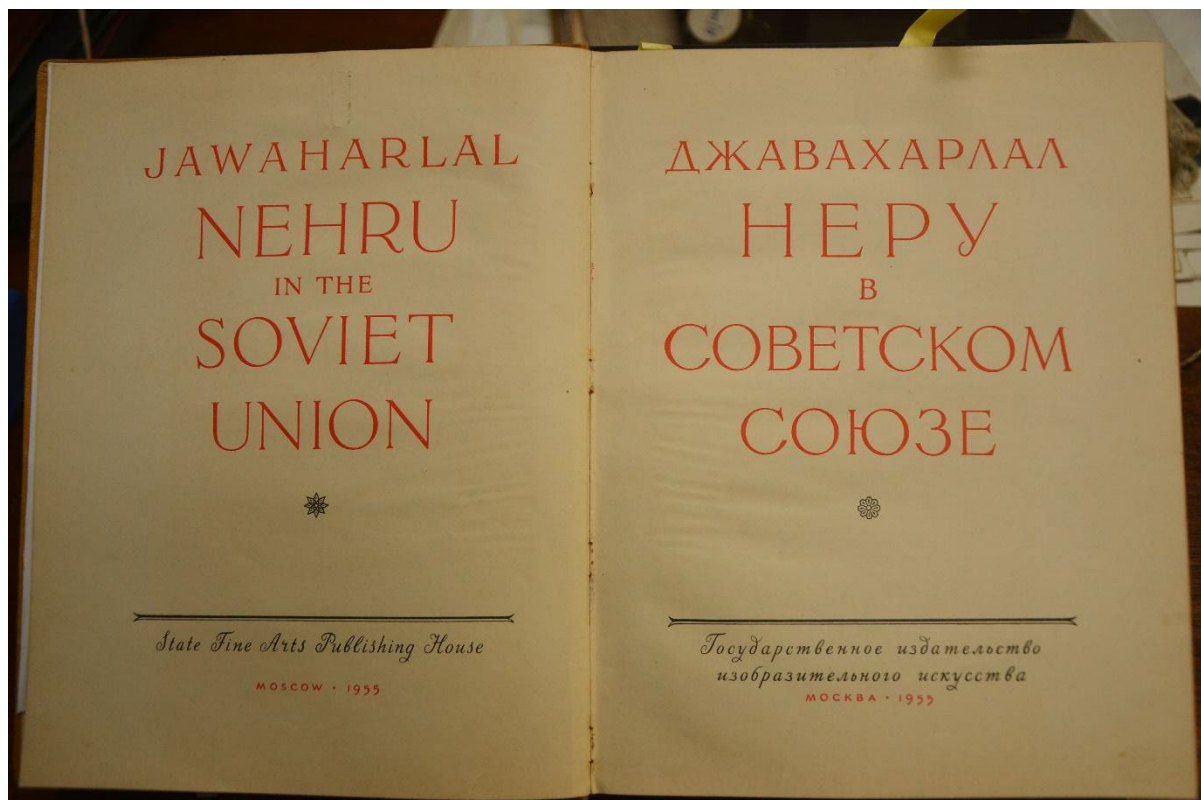 JAWAHARLAL
NEHRU
IN THE
SOVIET
UNION
State Fine Arts Publishing House
MOSCOW • 1955
ДЖАВАХАРЛАЛ
НЕРУ
В
СОВЕТСКОМ
СОЮЗЕ
Государственное издательство
изобразительного искусства
МОСКВА • 1955